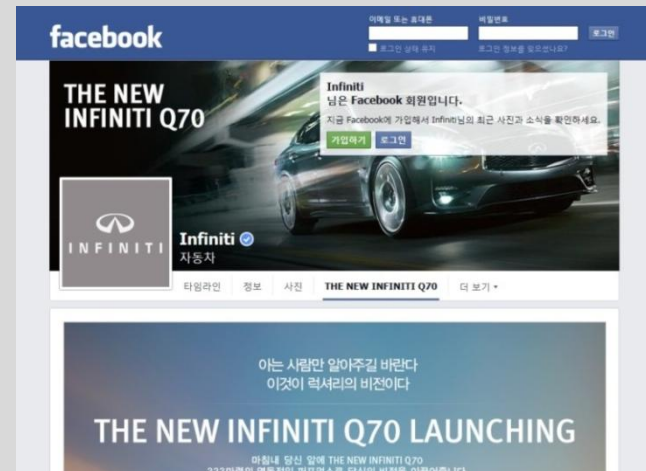 facebook
이메일 또는 휴대폰
비밀번호
로그인
로그인 상태 유지
로그인 정보를 잊으셨나요?
THE NEW
INFINITI Q70
Infiniti
님은 Facebook 회원입니다.
지금 Facebook에 가입해서 Infiniti님의 최근 사진과 소식을 확인하세요.
가입하기 로그인
INFINITI
Infiniti
자동차
타임라인 정보 사진 THE NEW INFINITI Q70 더 보기
아는 사람만 알아주길 바란다
이것이 럭셔리의 비전이다
THE NEW INFINITI Q70 LAUNCHING
마침내 당신 앞에 THE NEW INFINITI Q70